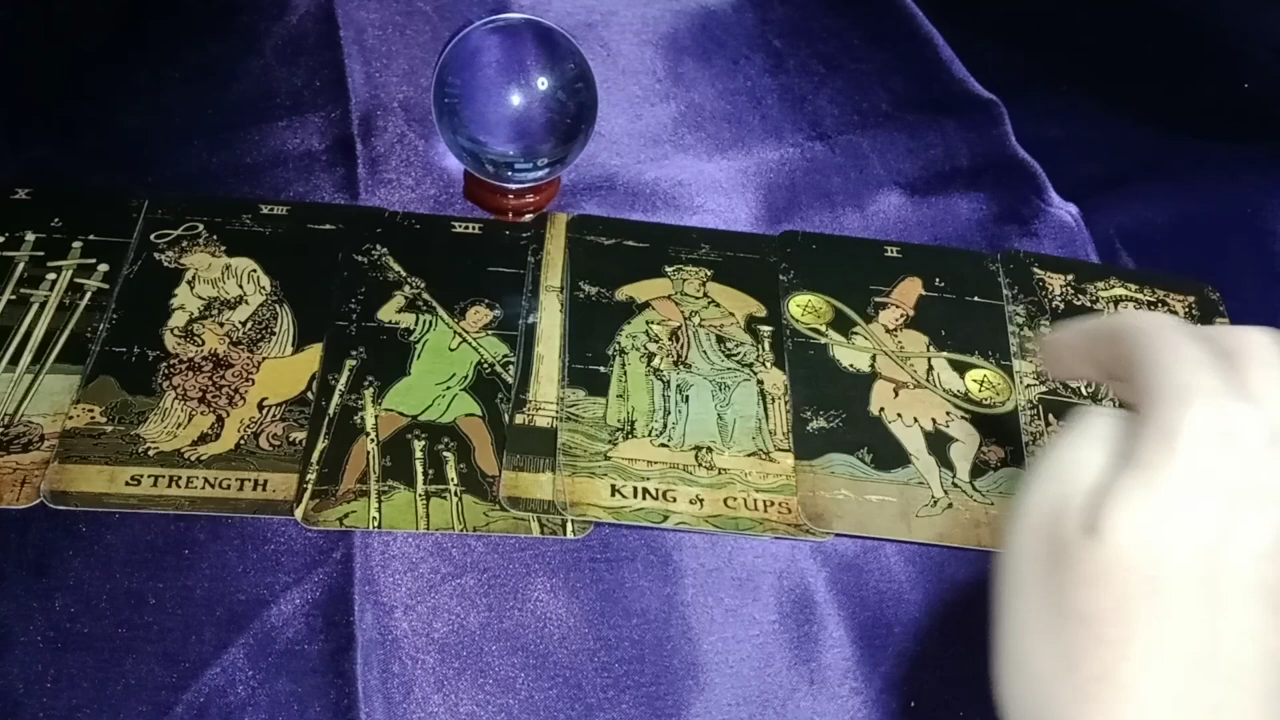 X
VIII
STRENGTH.
VII
KING of CUPS
II